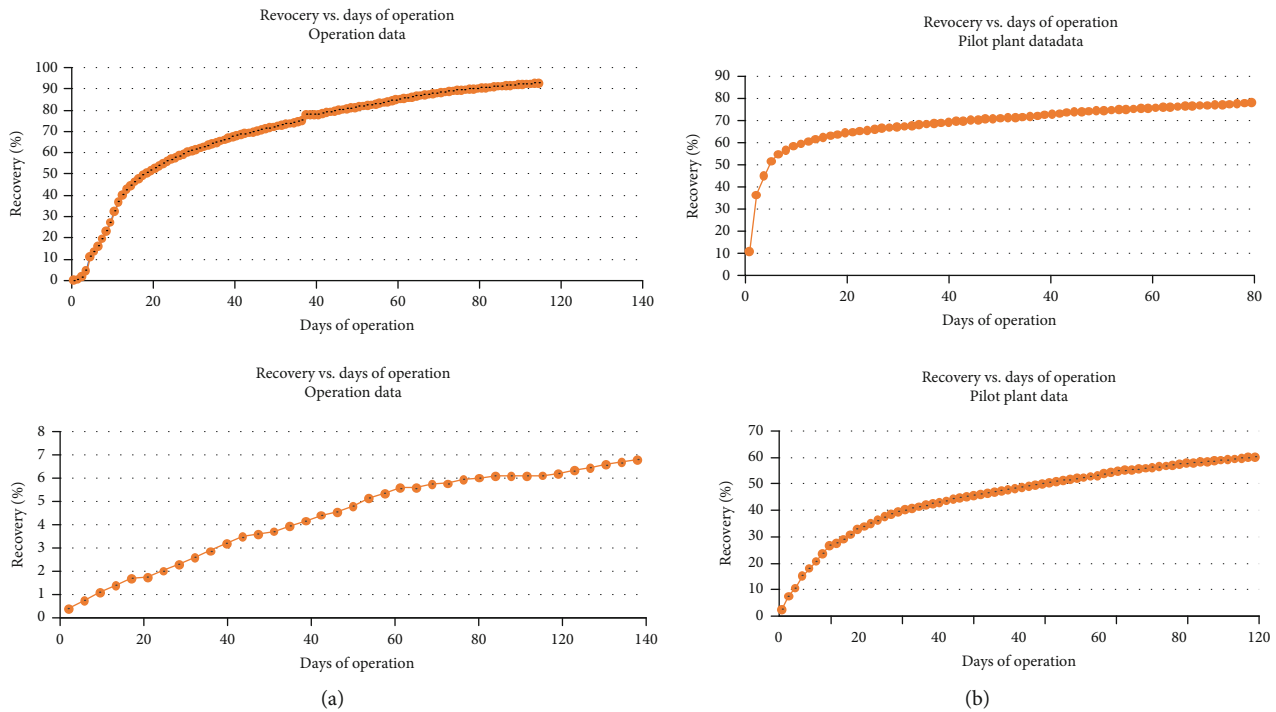 Revocery vs. days of operation
Operation data
Recovery (%)
100
90
80
70
60
50
40
30
20
10
0
0 20 40 40 60 80 120 140
Days of operation
Revocery vs. days of operation
Pilot plant datadata
Recovery (%)
90
80
70
60
50
40
30
20
10
0
0 20 40 40 60 80
Days of operation
Recovery vs. days of operation
Operation data
Recovery (%)
8
7
6
5
4
3
2
1
0
0 20 40 40 60 80 120 140
Days of operation
(a)
Recovery vs. days of operation
Pilot plant data
Recovery (%)
70
60
50
40
30
20
10
0
0 20 40 40 60 80 120
Days of operation
(b)